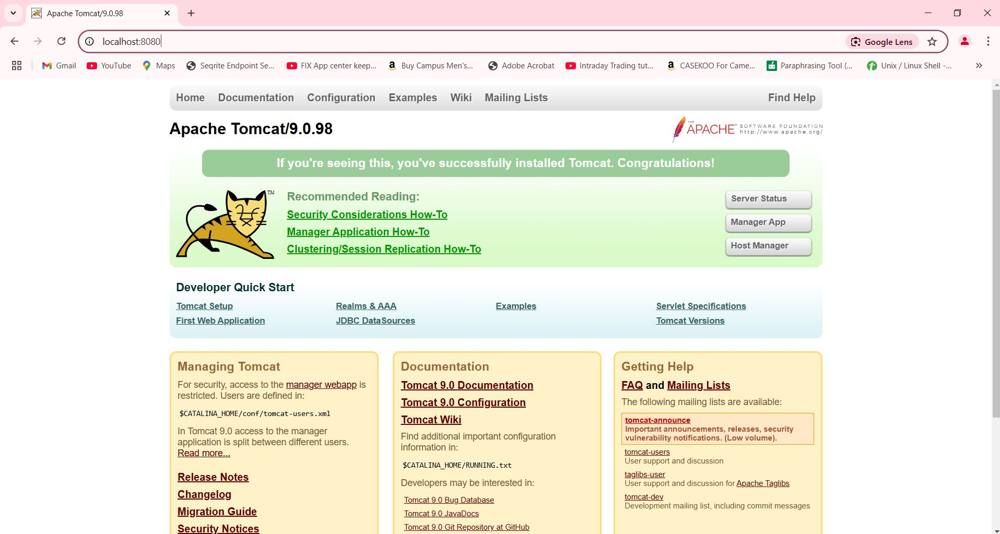 Apache Tomcat/9.0.98
localhost:8080
Google Lens
Gmail
YouTube
Maps
Seqrite Endpoint Se...
FIX App center keep...
Buy Campus Men's...
Adobe Acrobat
Intraday Trading tut...
CASEKOO For Came...
Paraphrasing Tool (...
Unix / Linux Shell -...
Home Documentation Configuration Examples Wiki Mailing Lists Find Help
Apache Tomcat/9.0.98
THE
APACHE
SOFTWARE FOUNDATION
http://www.apache.org/
If you're seeing this, you've successfully installed Tomcat. Congratulations!
TM
Recommended Reading:
Security Considerations How-To
Manager Application How-To
Clustering/Session Replication How-To
Server Status
Manager App
Host Manager
Developer Quick Start
Tomcat Setup
First Web Application
Realms & AAA
JDBC DataSources
Examples
Servlet Specifications
Tomcat Versions
Managing Tomcat
For security, access to the manager webapp is
restricted. Users are defined in:
$CATALINA_HOME/conf/tomcat-users.xml
In Tomcat 9.0 access to the manager
application is split between different users.
Read more...
Release Notes
Changelog
Migration Guide
Security Notices
Documentation
Tomcat 9.0 Documentation
Tomcat 9.0 Configuration
Tomcat Wiki
Find additional important configuration
information in:
$CATALINA_HOME/RUNNING.txt
Developers may be interested in:
Tomcat 9.0 Bug Database
Tomcat 9.0 JavaDocs
Tomcat 9.0 Git Repository at GitHub
Getting Help
FAQ and Mailing Lists
The following mailing lists are available:
tomcat-announce
Important announcements, releases, security
vulnerability notifications. (Low volume).
tomcat-users
User support and discussion
taglibs-user
User support and discussion for Apache Taglibs
tomcat-dev
Development mailing list, including commit messages